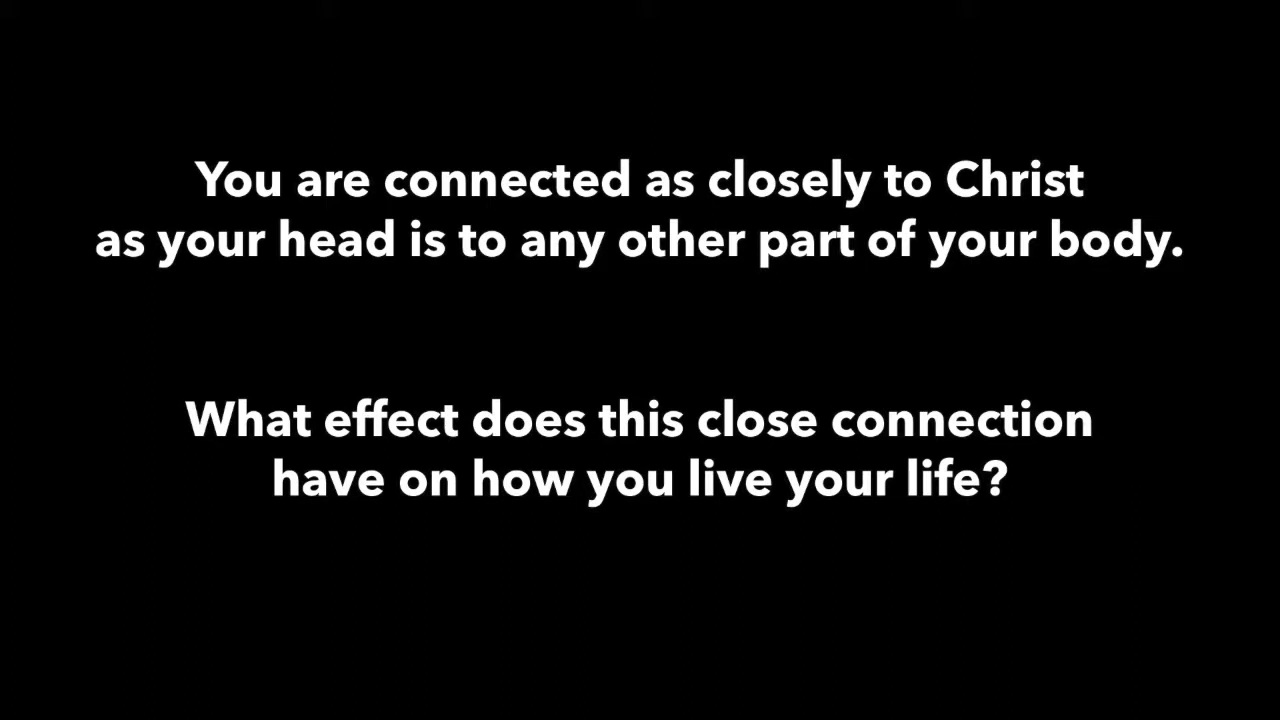 You are connected as closely to Christ
as your head is to any other part of your body.
What effect does this close connection
have on how you live your life?